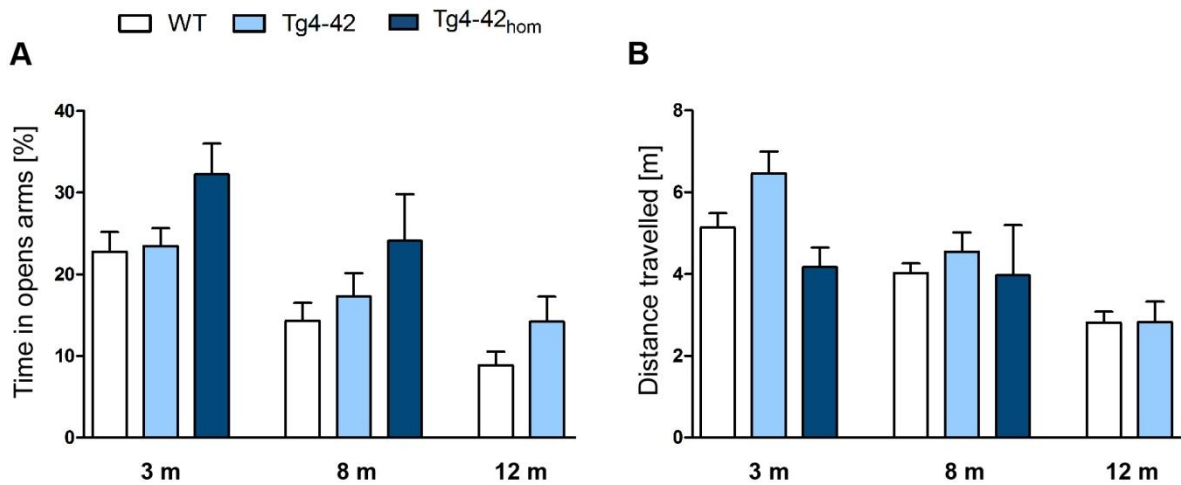 WT Tg4-42 Tg4-42hom
A
B
Time in opens arms [%]
40
30
20
10
0
3 m 8 m 12 m
Distance travelled [m]
8
6
4
2
0
3 m 8 m 12 m